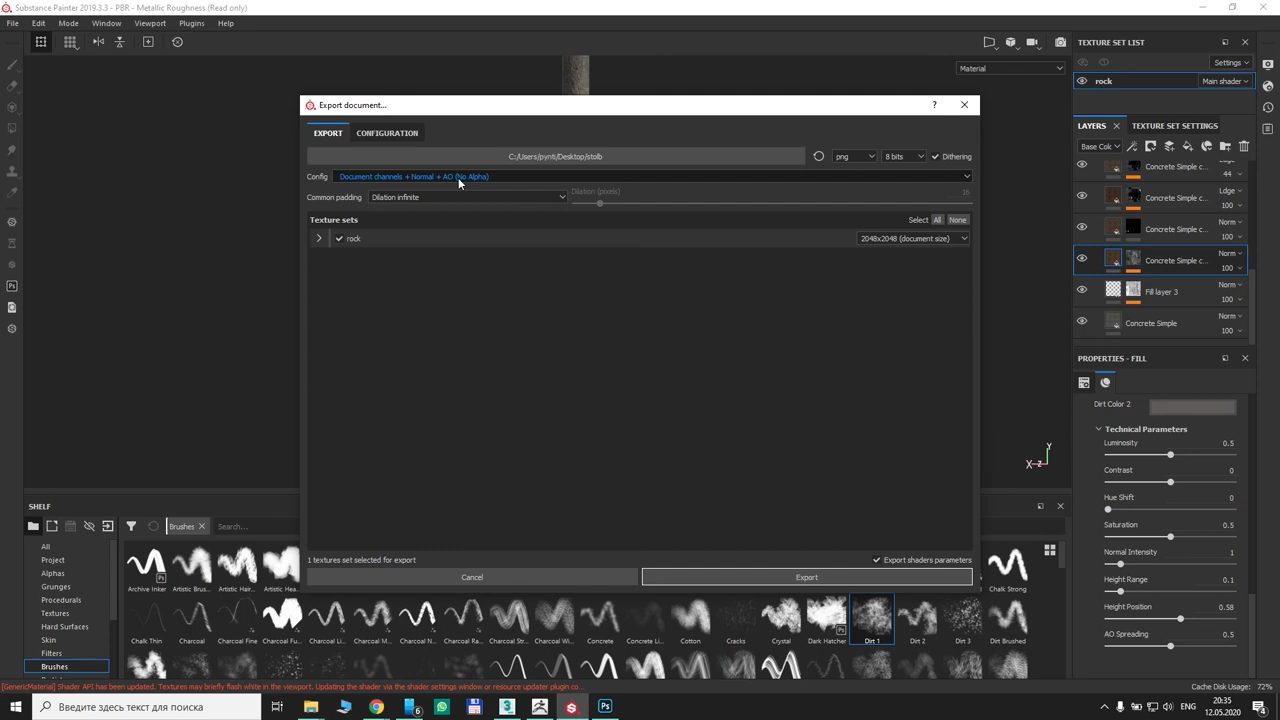 Substance Painter 2019.3.3 - PBR - Metallic Roughness (Read only)
File Edit Mode Window Viewport Plugins Help
Material
TEXTURE SET LIST
Settings
rock Main shader
LAYERS TEXTURE SET SETTINGS
Base Col
Concrete Simple c... Ldge
44
Concrete Simple c... Ldge
100
Concrete Simple c... Norm
100
Concrete Simple c... Norm
100
Fill layer 3 Norm
100
Concrete Simple Norm
100
PROPERTIES - FILL
Dirt Color 2
Technical Parameters
Luminosity 0.5
Contrast 0
Hue Shift 0
Saturation 0.5
Normal Intensity 1
Height Range 0.1
Height Position 0.58
AO Spreading 0.5
Export document...
EXPORT CONFIGURATION
C:/Users/pynti/Desktop/stolb png 8 bits Dithering
Config Document channels + Normal + AO (No Alpha)
Common padding Dilation infinite Dilation (pixels) 16
Texture sets Select All None
rock 2048x2048 (document size)
1 textures set selected for export Export shaders parameters
Cancel Export
Y
X Z
SHELF
Brushes Search...
All
Project
Alphas
Grunges
Procedurals
Textures
Hard Surfaces
Skin
Filters
Brushes
Archive Inker Artistic Brus... Artistic Hair... Artistic Hea... Chalk Strong
Chalk Thin Charcoal Charcoal Fine Charcoal Fu... Charcoal Li... Charcoal M... Charcoal N... Charcoal Ra... Charcoal Str... Charcoal Wi... Concrete Concrete Li... Cotton Cracks Crystal Dark Hatcher Dirt 1 Dirt 2 Dirt 3 Dirt Brushed
[GenericMaterial] Shader API has been updated. Textures may briefly flash white in the viewport. Updating the shader via the shader settings window or resource updater plugin co...
Cache Disk Usage: 72%
Введите здесь текст для поиска
6
Ps
ENG
20:35
12.05.2020
4